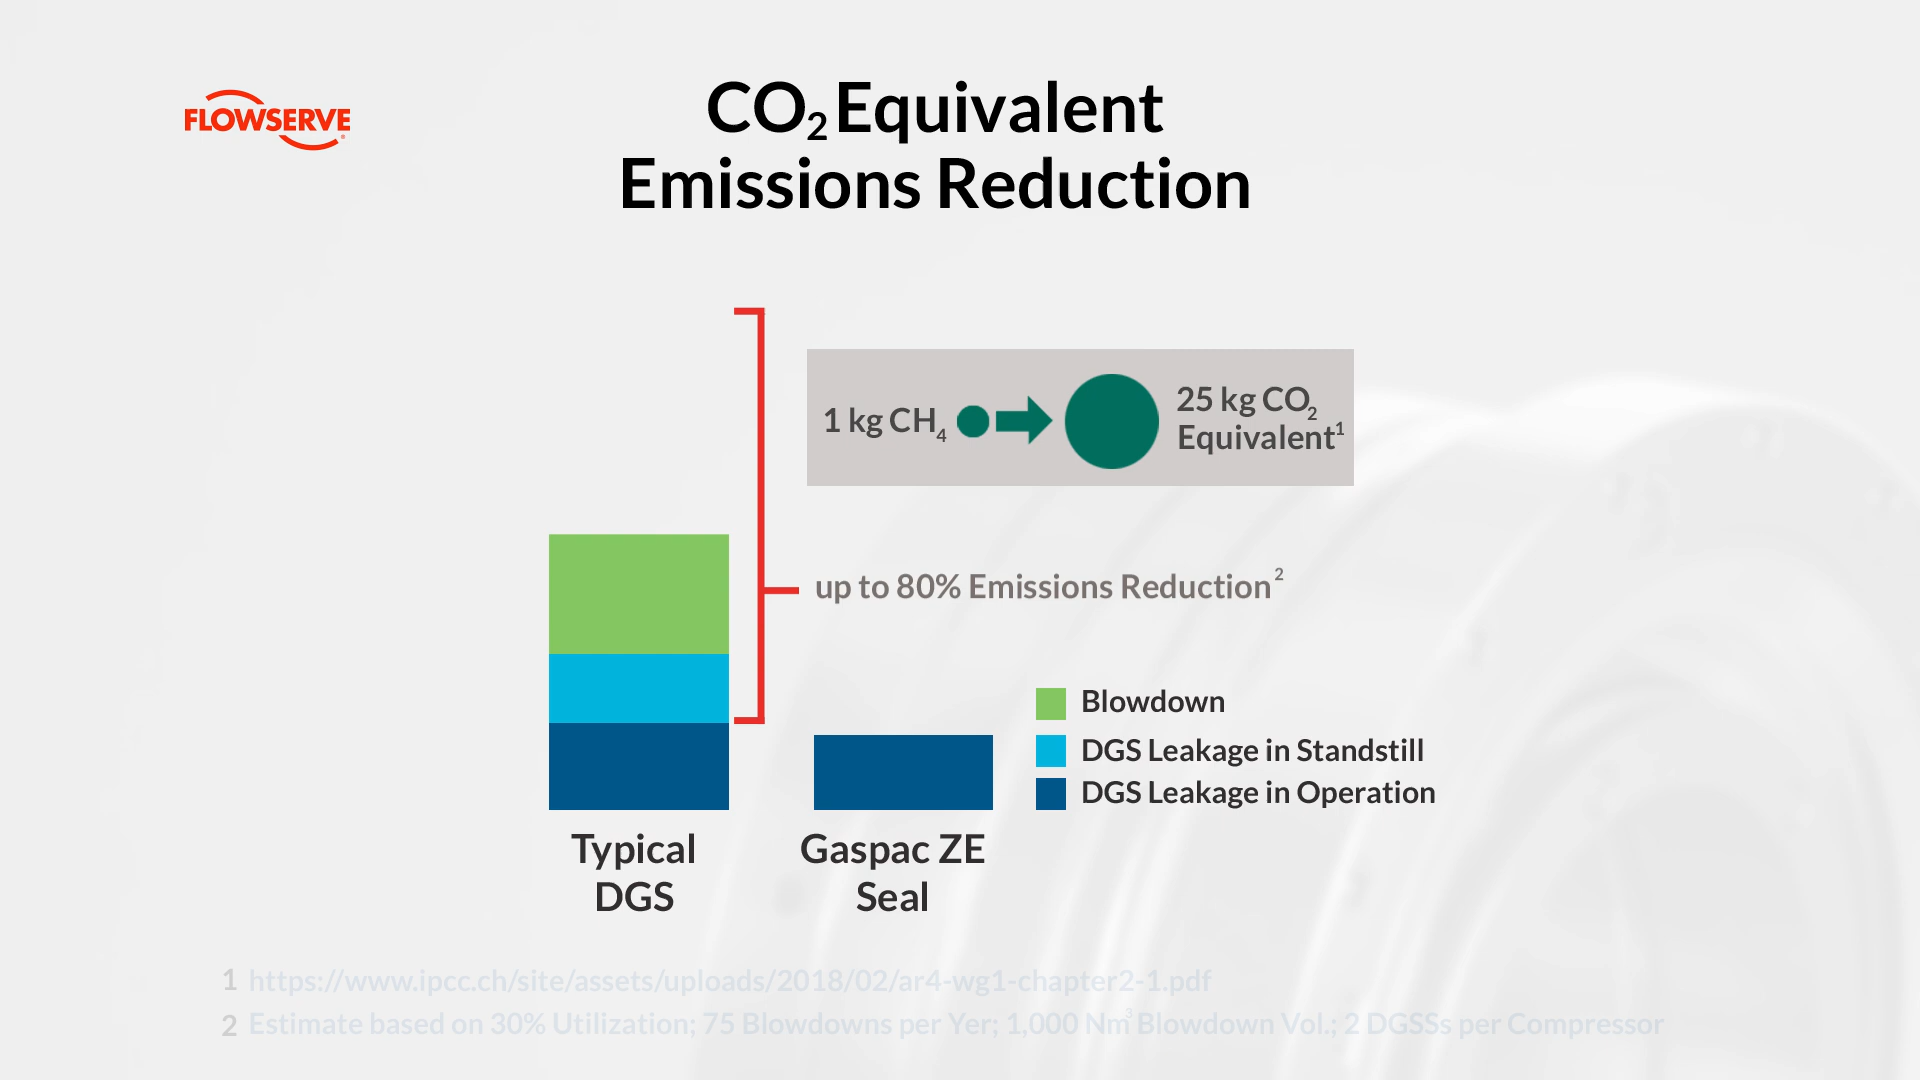 FLOWSERVE
CO₂ Equivalent
Emissions Reduction
1 kg CH₄
25 kg CO₂
Equivalent¹
up to 80% Emissions Reduction²
Blowdown
DGS Leakage in Standstill
DGS Leakage in Operation
Typical
DGS
Gaspac ZE
Seal
1 https://www.ipcc.ch/site/assets/uploads/2018/02/ar4-wg1-chapter2-1.pdf
2 Estimate based on 30% Utilization; 75 Blowdowns per Yer; 1,000 Nm³ Blowdown Vol.; 2 DGSSs per Compressor